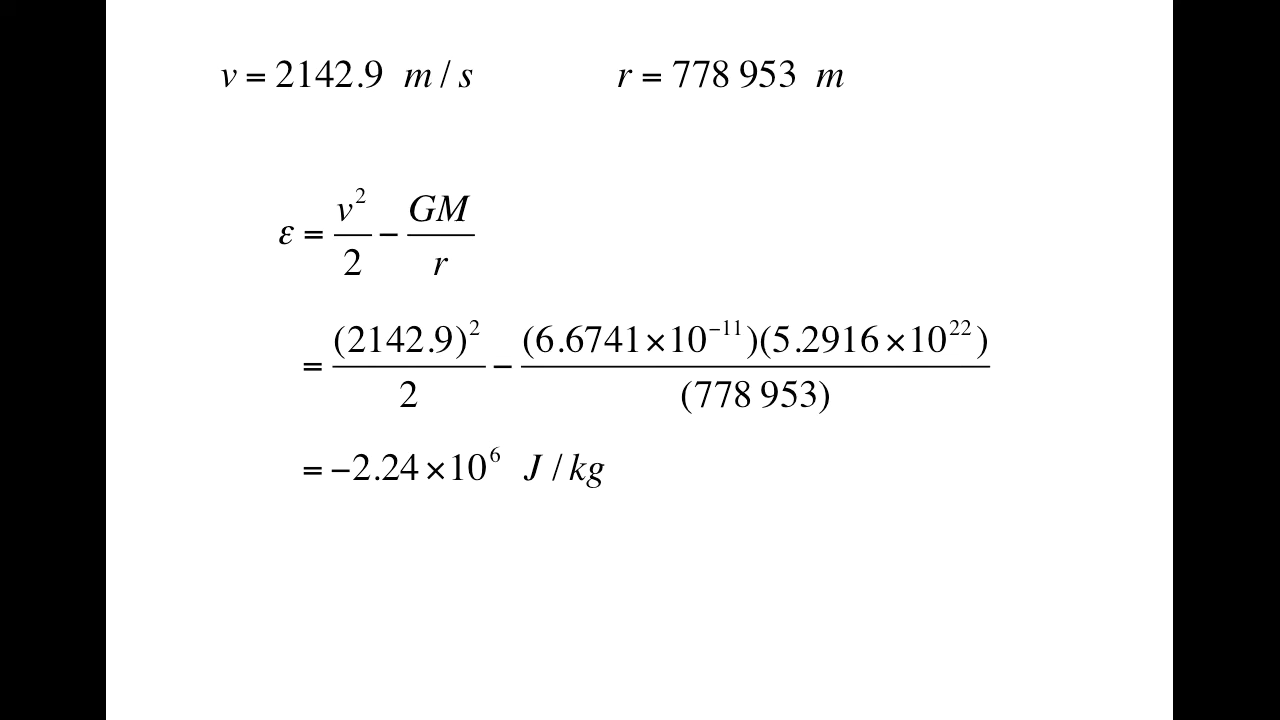 v = 2142.9 m / s r = 778 953 m
ε = v²/2 − GM/r
= (2142.9)²/2 − (6.6741×10⁻¹¹)(5.2916×10²²)/(778 953)
= −2.24×10⁶ J / kg